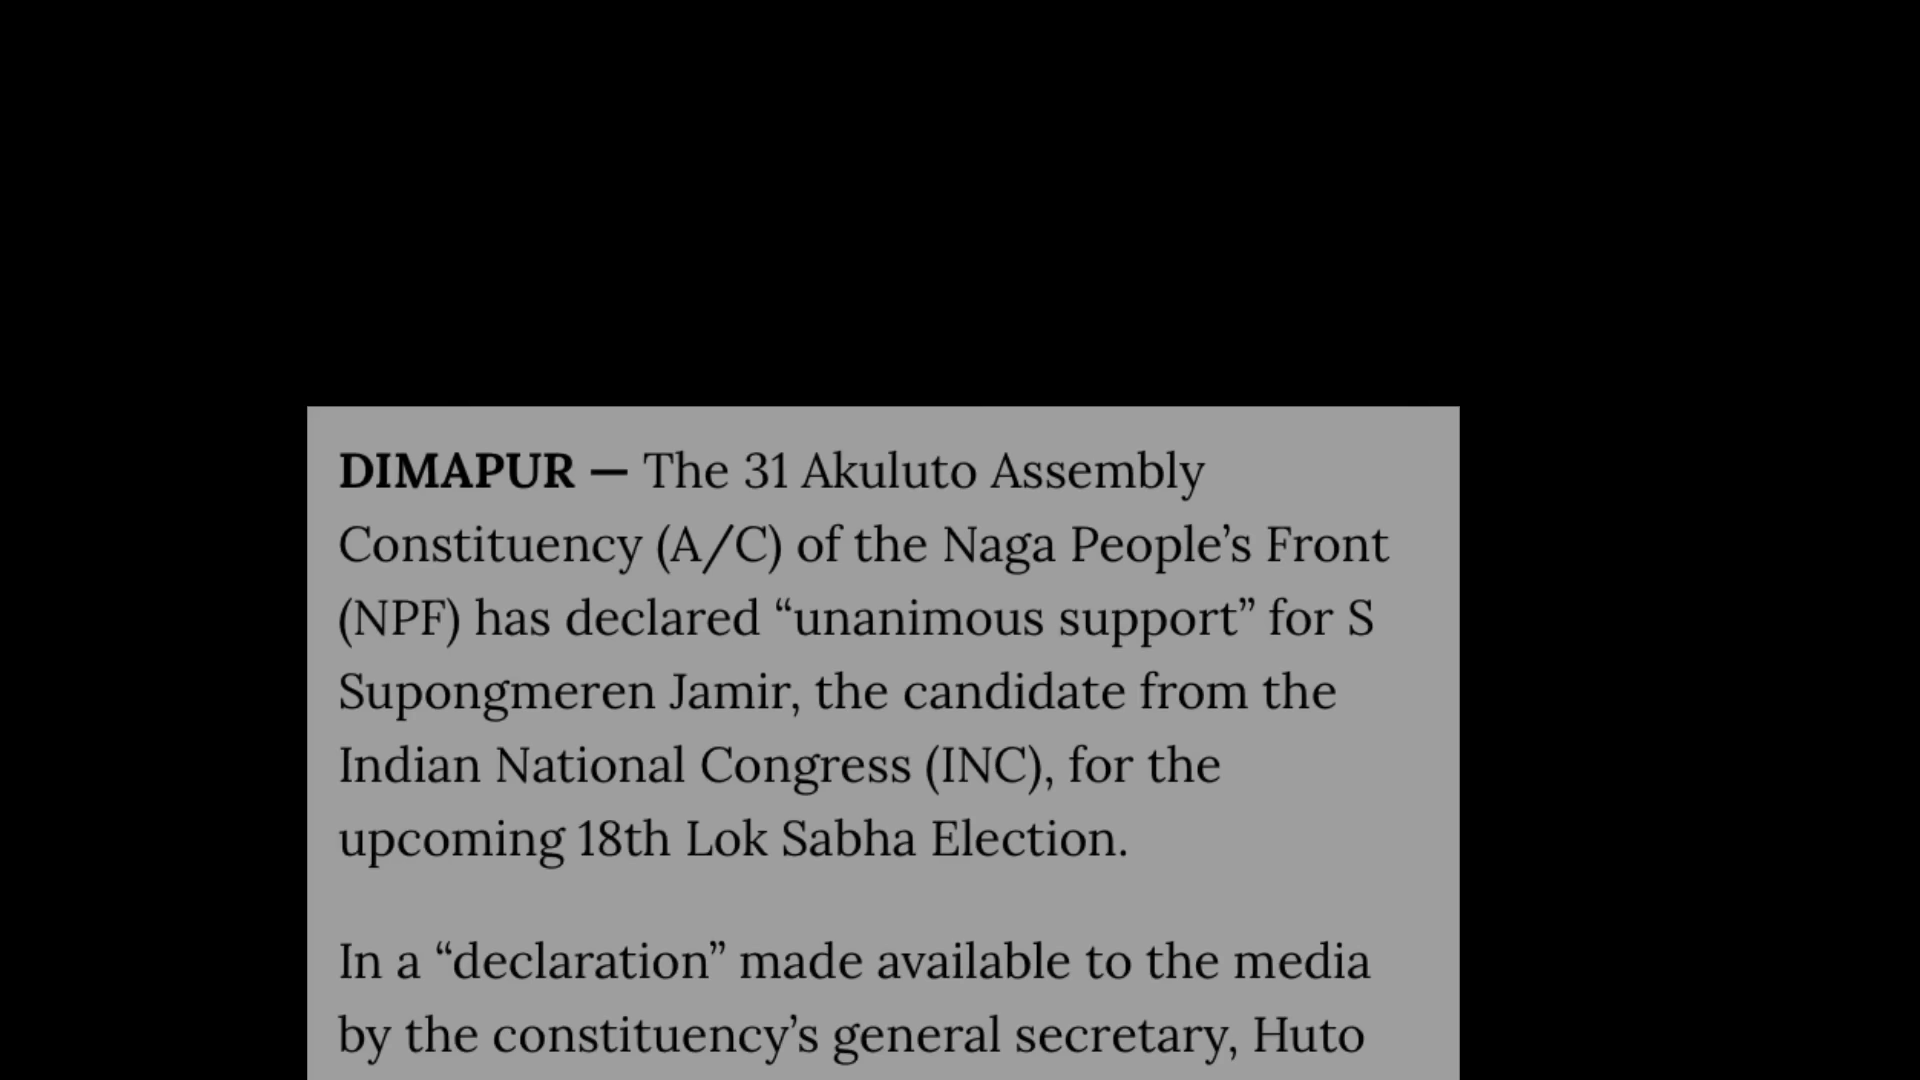 DIMAPUR — The 31 Akuluto Assembly
Constituency (A/C) of the Naga People’s Front
(NPF) has declared “unanimous support” for S
Supongmeren Jamir, the candidate from the
Indian National Congress (INC), for the
upcoming 18th Lok Sabha Election.
In a “declaration” made available to the media
by the constituency’s general secretary, Huto